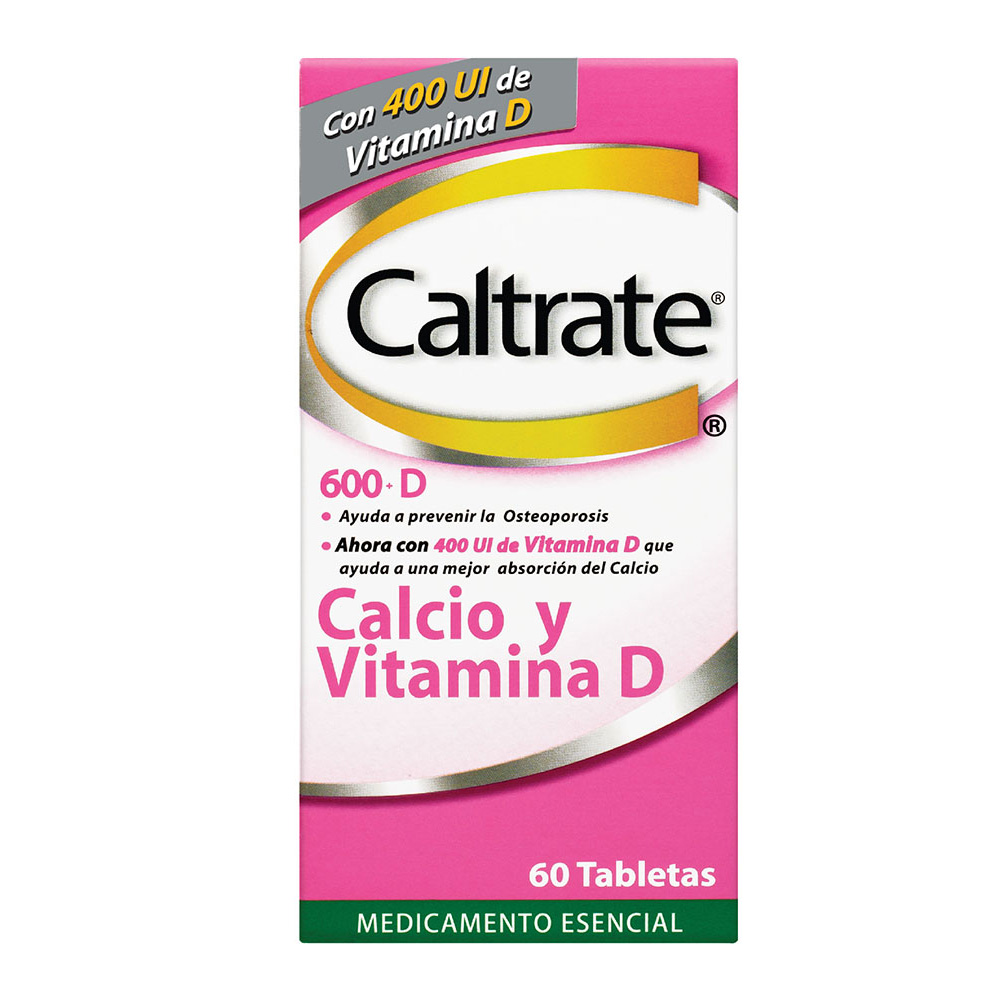 Con 400 UI de
Vitamina D
Caltrate®
®
600+D
• Ayuda a prevenir la Osteoporosis
• Ahora con 400 UI de Vitamina D que
ayuda a una mejor absorción del Calcio
Calcio y
Vitamina D
60 Tabletas
MEDICAMENTO ESENCIAL